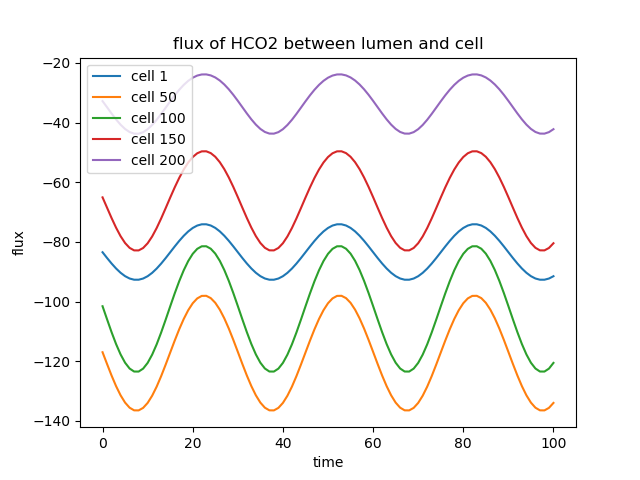 flux of HCO2 between lumen and cell
cell 1
cell 50
cell 100
cell 150
cell 200
−20
−40
−60
−80
−100
−120
−140
flux
0 20 40 60 80 100
time